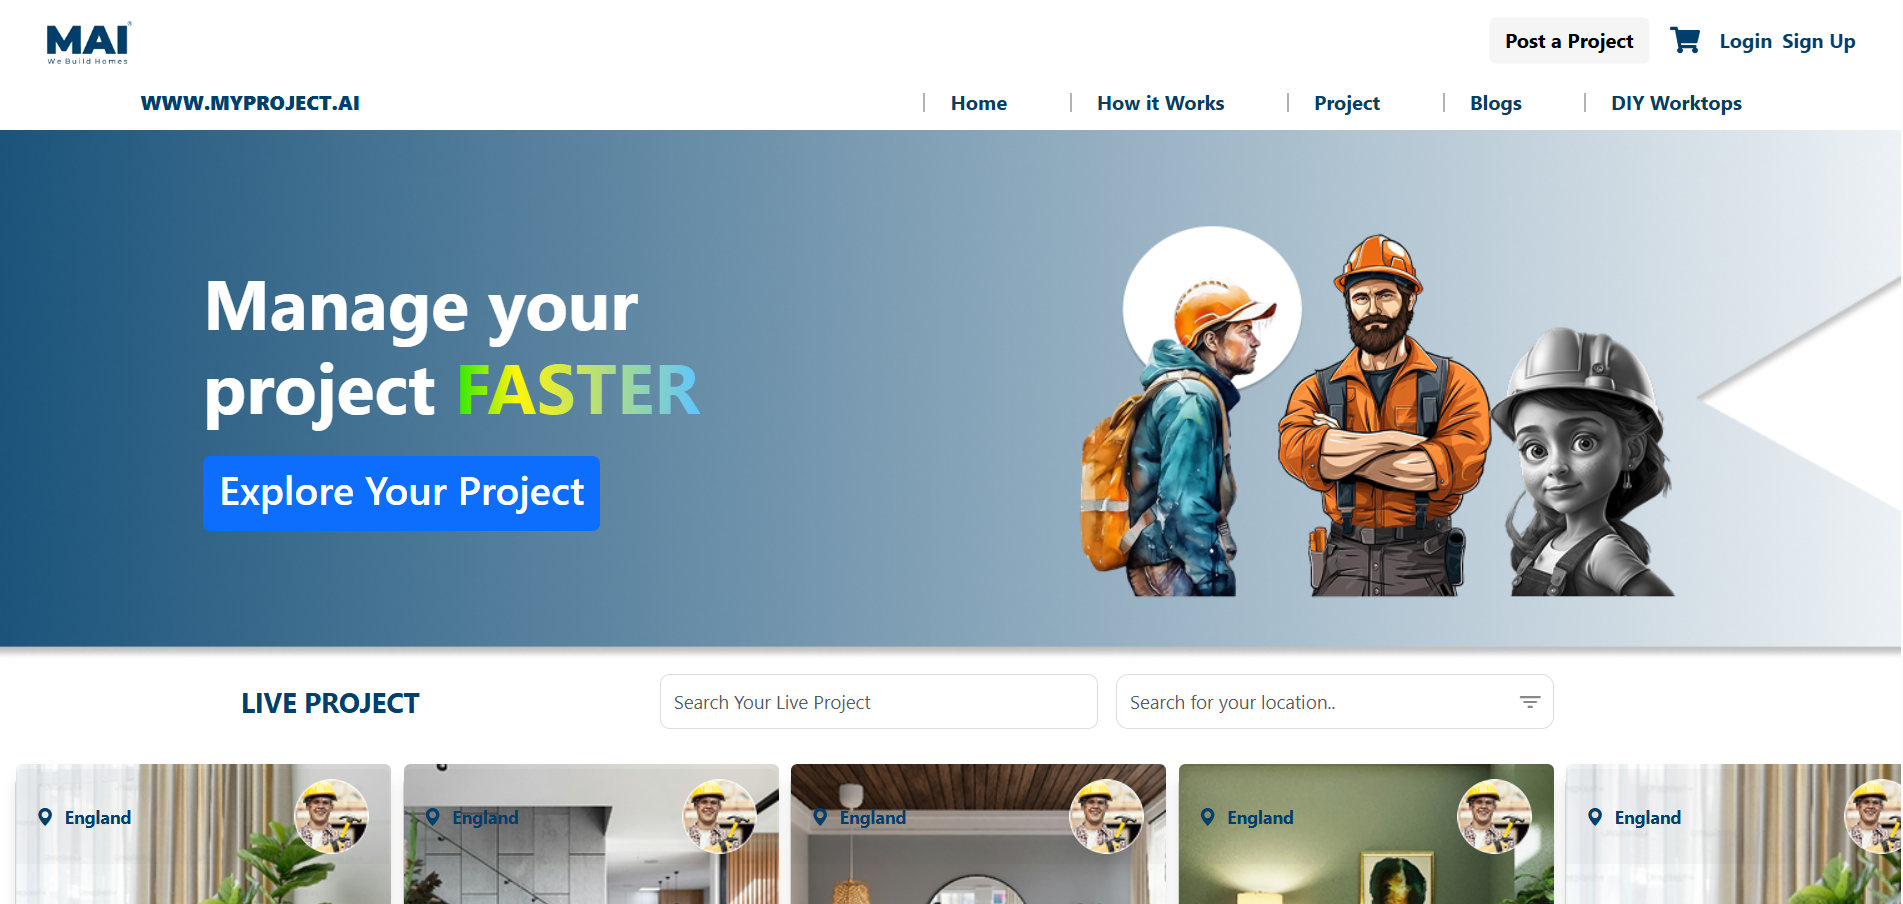 MAI®
We Build Homes
Post a Project
Login Sign Up
WWW.MYPROJECT.AI
Home
How it Works
Project
Blogs
DIY Worktops
Manage your
project FASTER
Explore Your Project
LIVE PROJECT
Search Your Live Project
Search for your location..
England
England
England
England
England